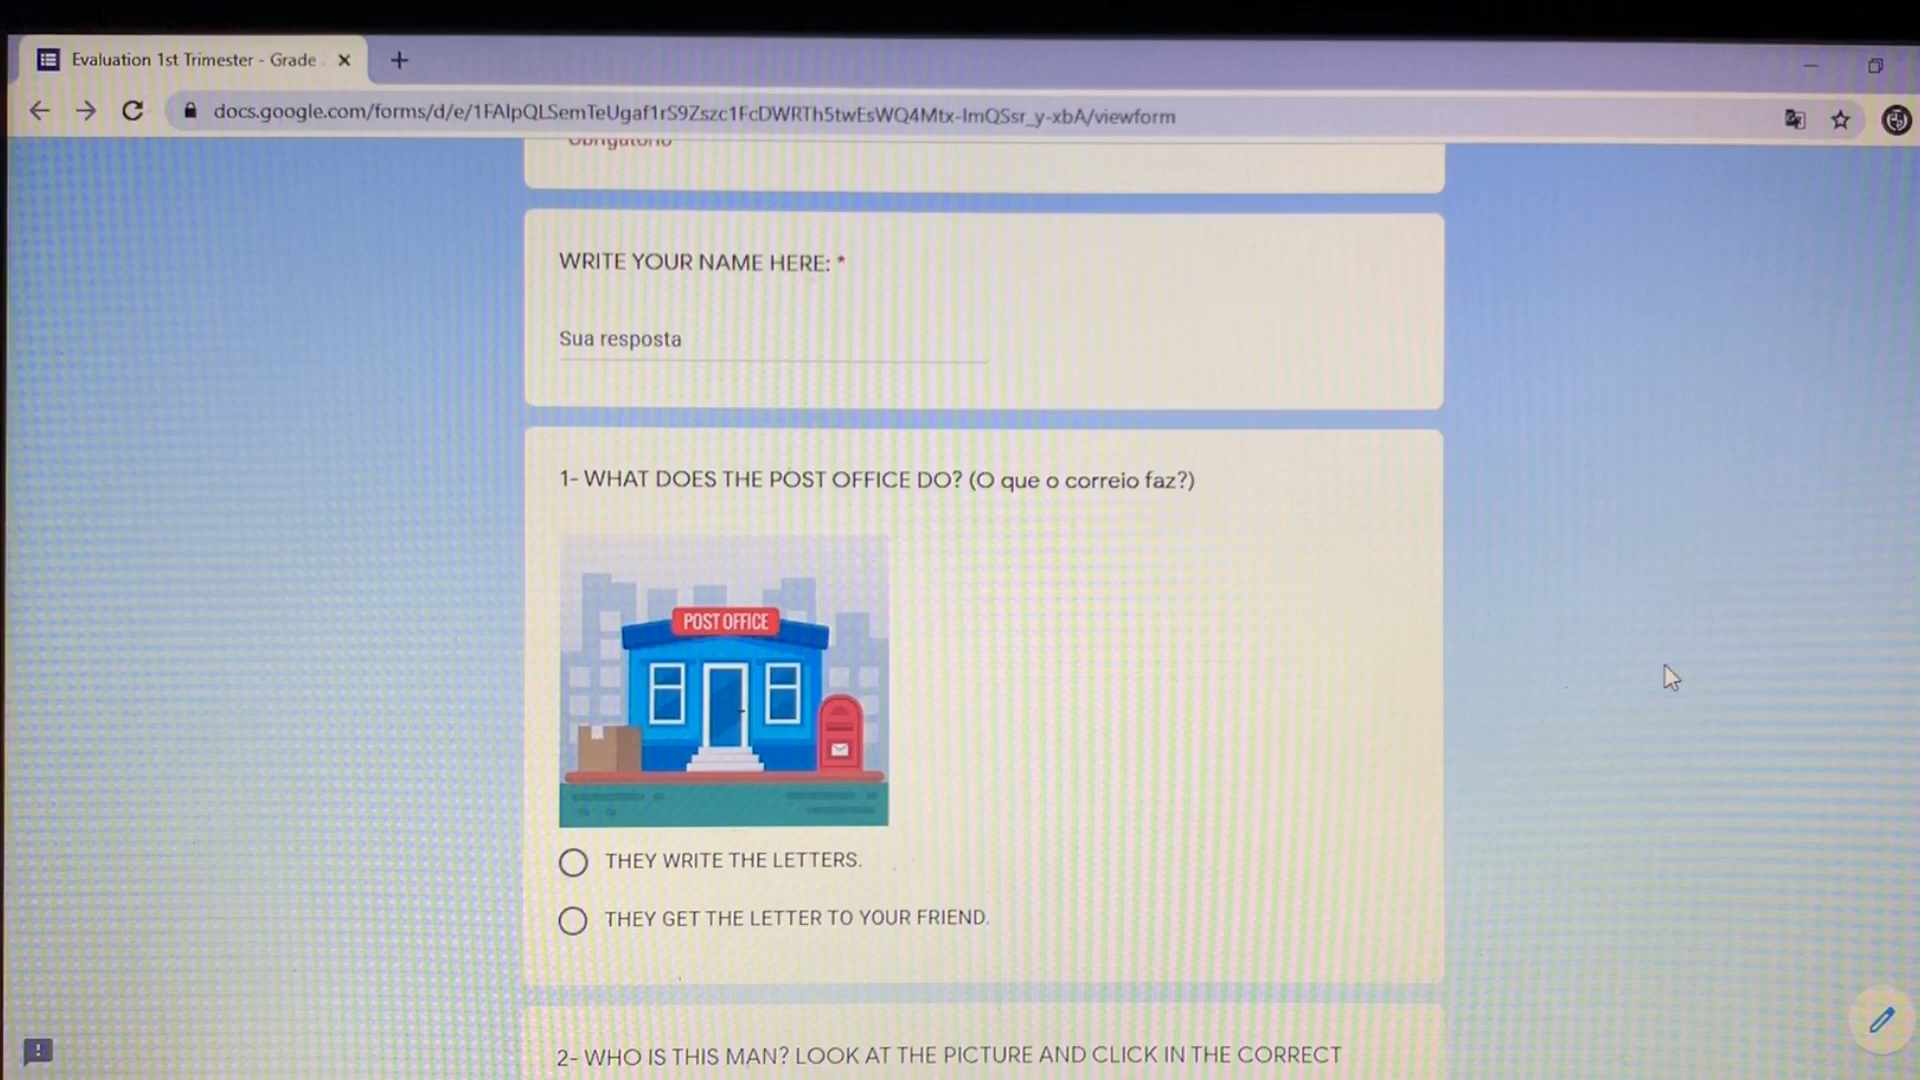 Evaluation 1st Trimester - Grade
docs.google.com/forms/d/e/1FAIpQLSemTeUgaf1rS9Zszc1FcDWRTh5twEsWQ4Mtx-ImQSsr_y-xbA/viewform
Obrigatório
WRITE YOUR NAME HERE: *
Sua resposta
1- WHAT DOES THE POST OFFICE DO? (O que o correio faz?)
POST OFFICE
THEY WRITE THE LETTERS.
THEY GET THE LETTER TO YOUR FRIEND.
2- WHO IS THIS MAN? LOOK AT THE PICTURE AND CLICK IN THE CORRECT